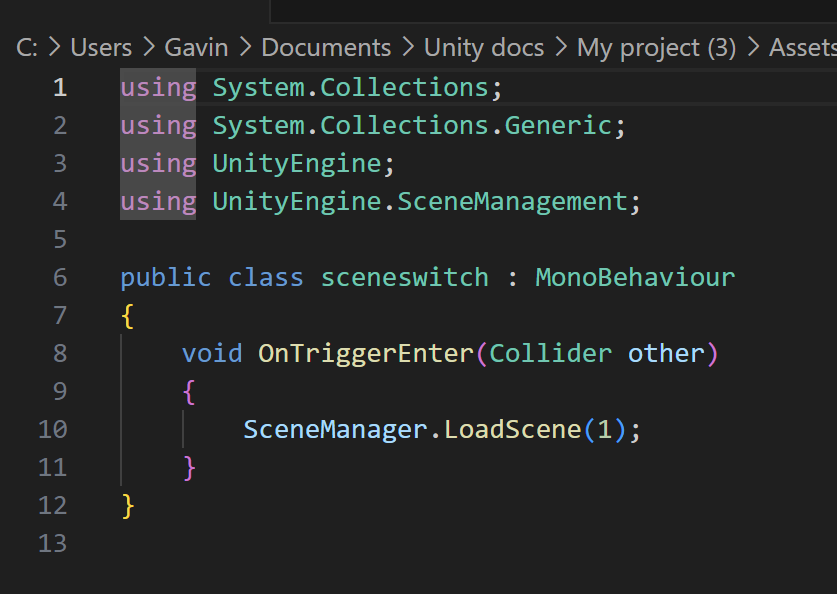 C: > Users > Gavin > Documents > Unity docs > My project (3) > Assets
1 using System.Collections;
2 using System.Collections.Generic;
3 using UnityEngine;
4 using UnityEngine.SceneManagement;
5
6 public class sceneswitch : MonoBehaviour
7 {
8 void OnTriggerEnter(Collider other)
9 {
10 SceneManager.LoadScene(1);
11 }
12 }
13